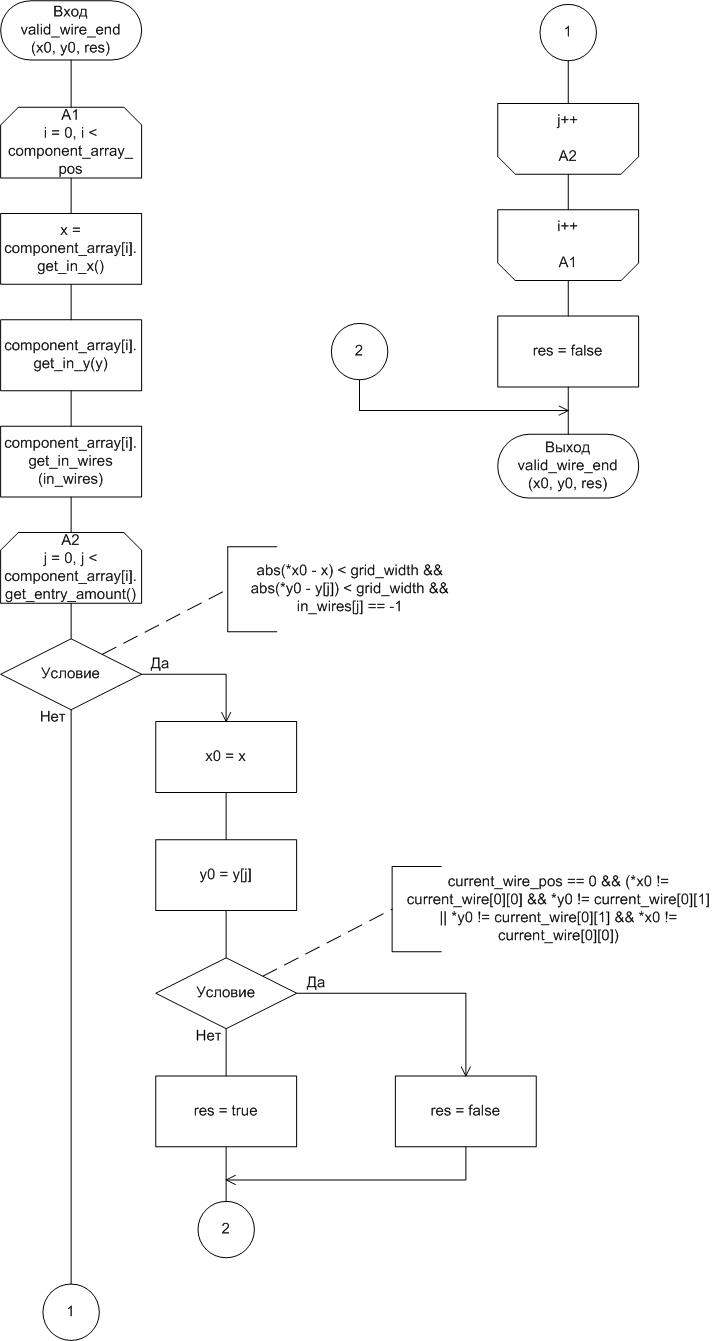 Вход
valid_wire_end
(x0, y0, res)
A1
i = 0, i <
component_array_
pos
x =
component_array[i].
get_in_x()
component_array[i].
get_in_y(y)
component_array[i].
get_in_wires
(in_wires)
A2
j = 0, j <
component_array[i].
get_entry_amount()
abs(*x0 - x) < grid_width &&
abs(*y0 - y[j]) < grid_width &&
in_wires[j] == -1
Условие
Да
Нет
x0 = x
y0 = y[j]
current_wire_pos == 0 && (*x0 !=
current_wire[0][0] && *y0 != current_wire[0][1]
|| *y0 != current_wire[0][1] && *x0 !=
current_wire[0][0])
Условие
Да
Нет
res = true
res = false
2
1
1
j++
A2
i++
A1
res = false
2
Выход
valid_wire_end
(x0, y0, res)